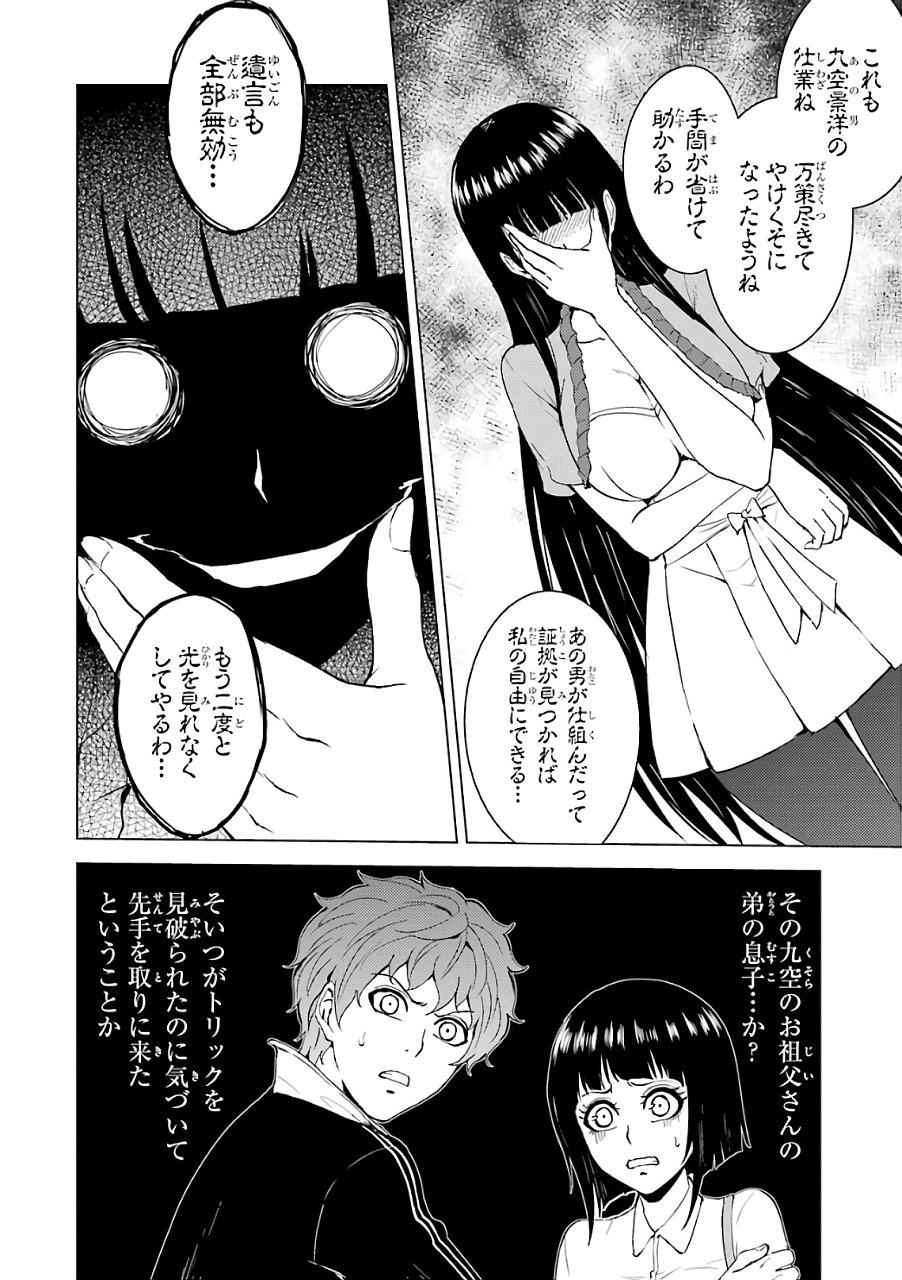 これも
九空景洋の
仕業ね
万策尽きて
やけくそに
なったようね
手間が省けて
助かるわ
あの男が仕組んだって
証拠が見つかれば
私の自由にできる…
遺言も
全部無効…
もう二度と
光を見れなく
してやるわ…
その九空のお祖父さんの
弟の息子…か?
そいつがトリックを
見破られたのに気づいて
先手を取りに来た
ということか